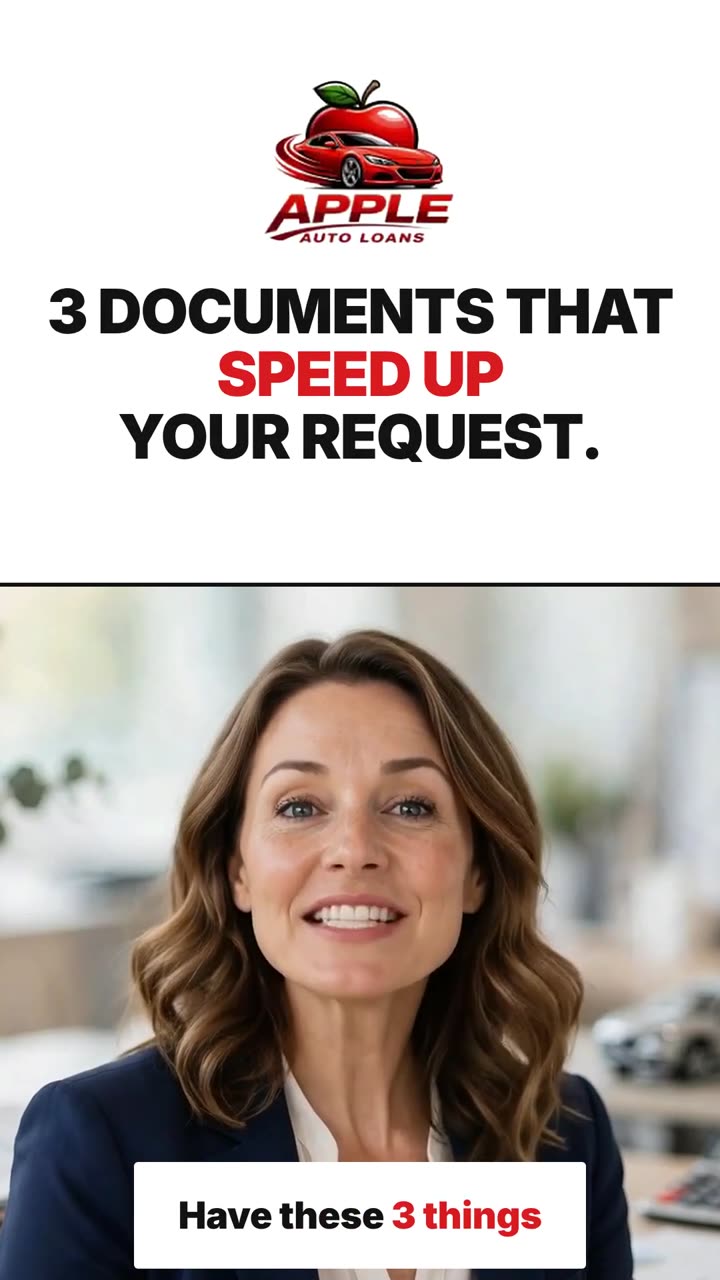 APPLE
AUTO LOANS
3 DOCUMENTS THAT
SPEED UP
YOUR REQUEST.
Have these 3 things